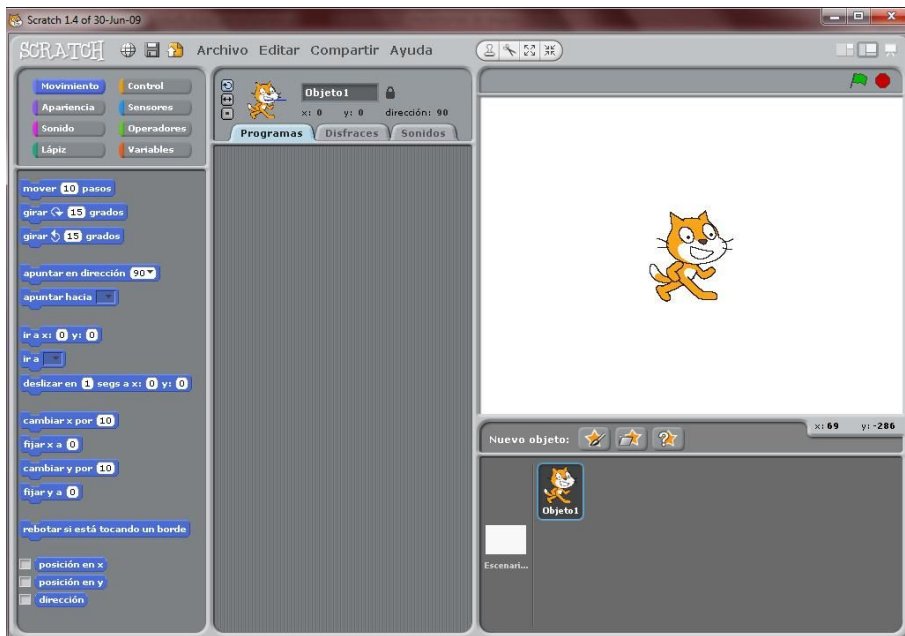 Scratch 1.4 of 30-Jun-09
SCRATCH Archivo Editar Compartir Ayuda
Movimiento Control
Apariencia Sensores
Sonido Operadores
Lápiz Variables
mover 10 pasos
girar 15 grados
girar 15 grados
apuntar en dirección 90
apuntar hacia
ir a x: 0 y: 0
ir a
deslizar en 1 segs a x: 0 y: 0
cambiar x por 10
fijar x a 0
cambiar y por 10
fijar y a 0
rebotar si está tocando un borde
posición en x
posición en y
dirección
Objeto1
x: 0 y: 0 dirección: 90
Programas Disfraces Sonidos
x: 69 y: -286
Nuevo objeto:
Objeto1
Escenari...